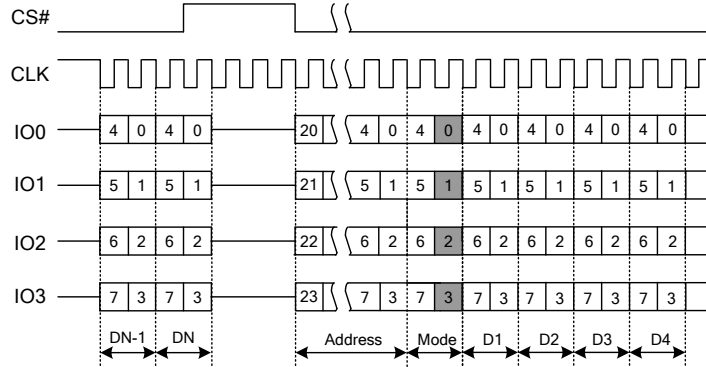 CS#
CLK
IO0 4 0 4 0 20 4 0 4 0 4 0 4 0 4 0 4 0
IO1 5 1 5 1 21 5 1 5 1 5 1 5 1 5 1 5 1
IO2 6 2 6 2 22 6 2 6 2 6 2 6 2 6 2 6 2
IO3 7 3 7 3 23 7 3 7 3 7 3 7 3 7 3 7 3
DN-1 DN Address Mode D1 D2 D3 D4